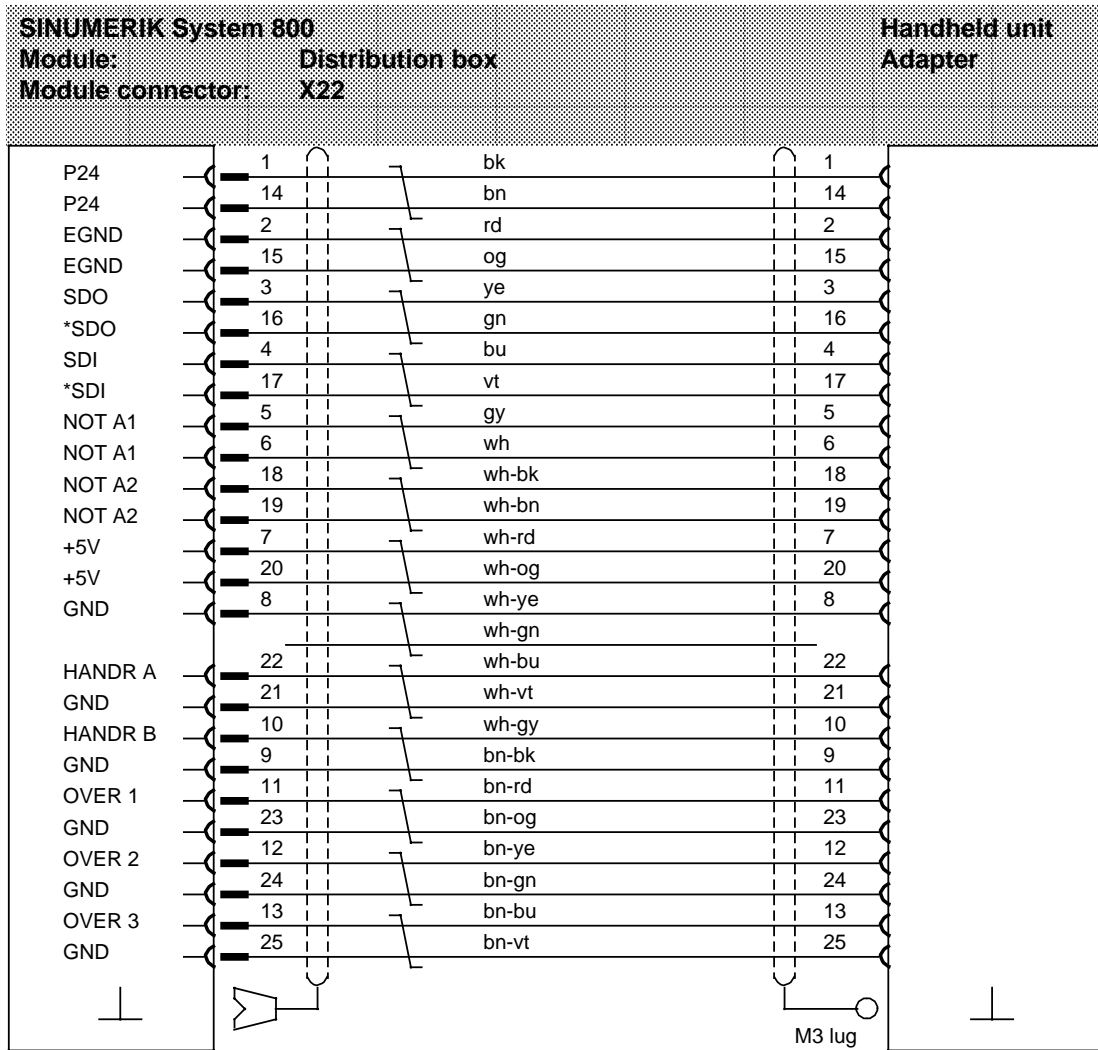 SINUMERIK System 800 Handheld unit
Module: Distribution box Adapter
Module connector: X22
P24 1 bk 1
P24 14 bn 14
EGND 2 rd 2
EGND 15 og 15
SDO 3 ye 3
*SDO 16 gn 16
SDI 4 bu 4
*SDI 17 vt 17
NOT A1 5 gy 5
NOT A1 6 wh 6
NOT A2 18 wh-bk 18
NOT A2 19 wh-bn 19
+5V 7 wh-rd 7
+5V 20 wh-og 20
GND 8 wh-ye 8
wh-gn
HANDR A 22 wh-bu 22
GND 21 wh-vt 21
HANDR B 10 wh-gy 10
GND 9 bn-bk 9
OVER 1 11 bn-rd 11
GND 23 bn-og 23
OVER 2 12 bn-ye 12
GND 24 bn-gn 24
OVER 3 13 bn-bu 13
GND 25 bn-vt 25
M3 lug